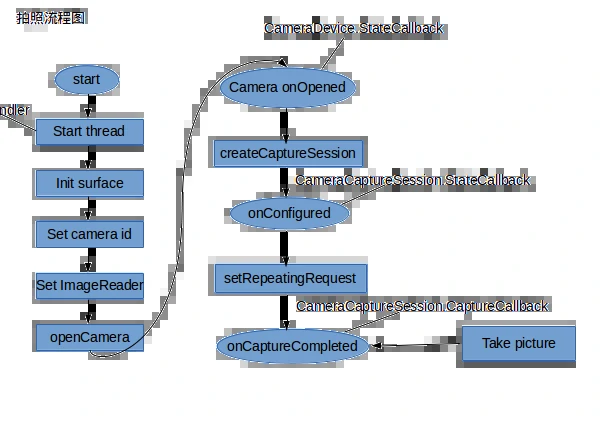 拍照流程图
start
ndler
Start thread
Init surface
Set camera id
Set ImageReader
openCamera
CameraDevice.StateCallback
Camera onOpened
createCaptureSession
CameraCaptureSession.StateCallback
onConfigured
setRepeatingRequest
CameraCaptureSession.CaptureCallback
onCaptureCompleted
Take picture